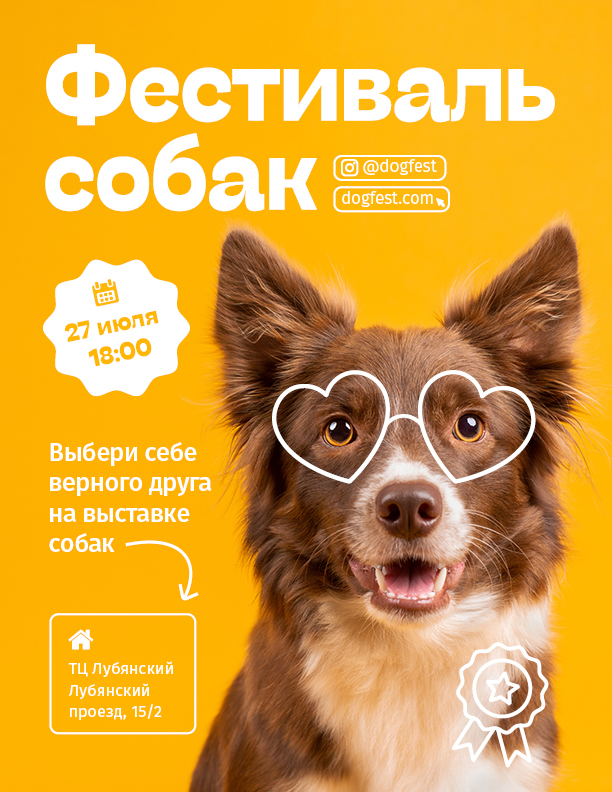 Фестиваль
собак
@dogfest
dogfest.com
27 июля
18:00
Выбери себе
верного друга
на выставке
собак
ТЦ Лубянский
Лубянский
проезд, 15/2